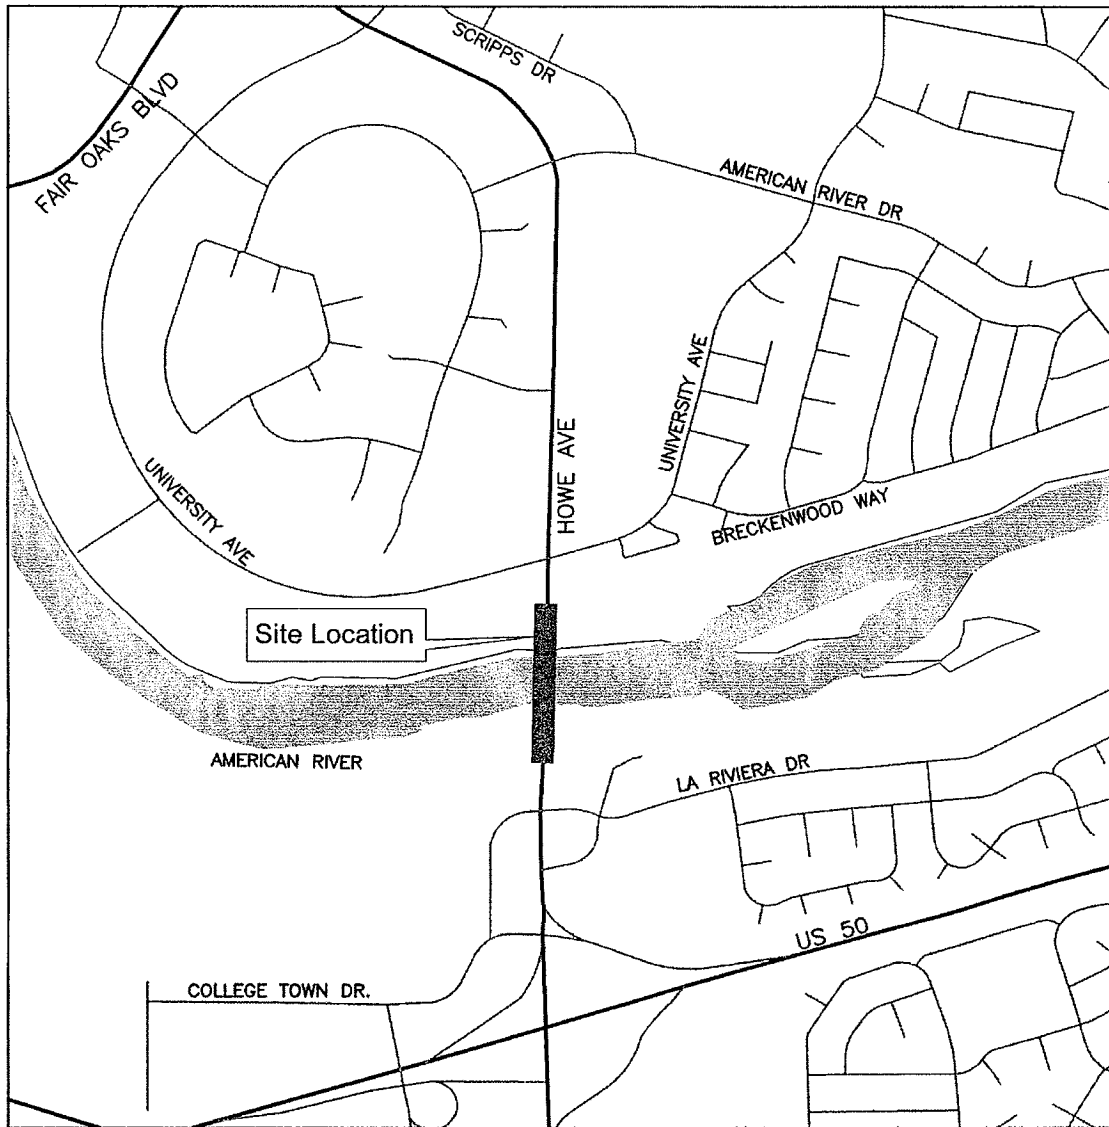 SCRIPPS DR
FAIR OAKS BLVD
AMERICAN RIVER DR
UNIVERSITY AVE
HOWE AVE
UNIVERSITY AVE
BRECKENWOOD WAY
Site Location
AMERICAN RIVER
LA RIVIERA DR
US 50
COLLEGE TOWN DR.